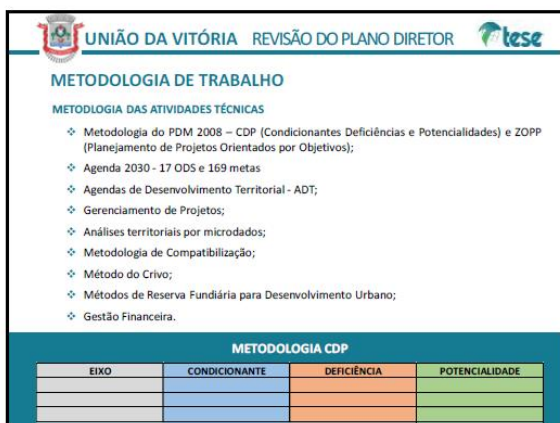 UNIÃO DA VITÓRIA REVISÃO DO PLANO DIRETOR tese
METODOLOGIA DE TRABALHO
METODLOGIA DAS ATIVIDADES TÉCNICAS
Metodologia do PDM 2008 – CDP (Condicionantes Deficiências e Potencialidades) e ZOPP
(Planejamento de Projetos Orientados por Objetivos);
Agenda 2030 - 17 ODS e 169 metas
Agendas de Desenvolvimento Territorial - ADT;
Gerenciamento de Projetos;
Análises territoriais por microdados;
Metodologia de Compatibilização;
Método do Crivo;
Métodos de Reserva Fundiária para Desenvolvimento Urbano;
Gestão Financeira.
METODOLOGIA CDP
EIXO CONDICIONANTE DEFICIÊNCIA POTENCIALIDADE